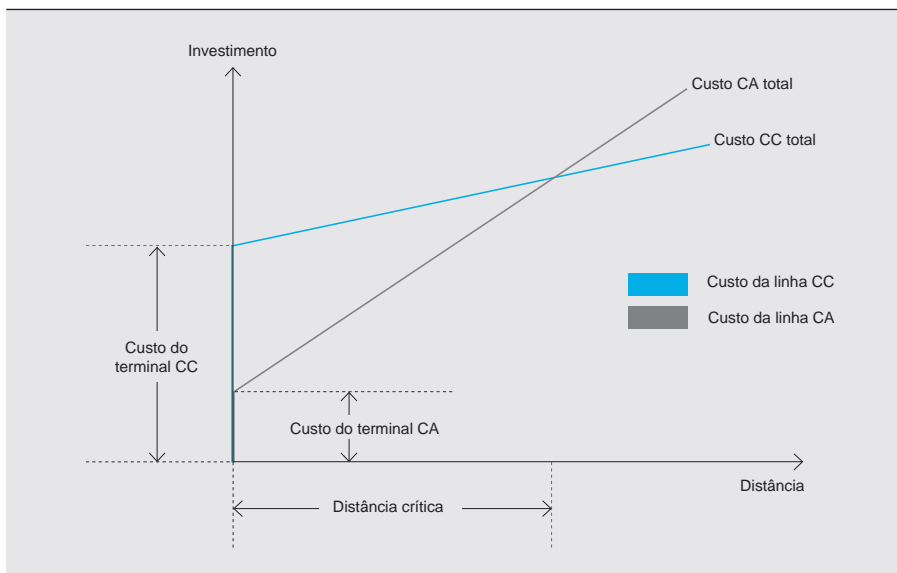 Investimento
Custo CA total
Custo CC total
Custo da linha CC
Custo da linha CA
Custo do
terminal CC
Custo do terminal CA
Distância
Distância crítica